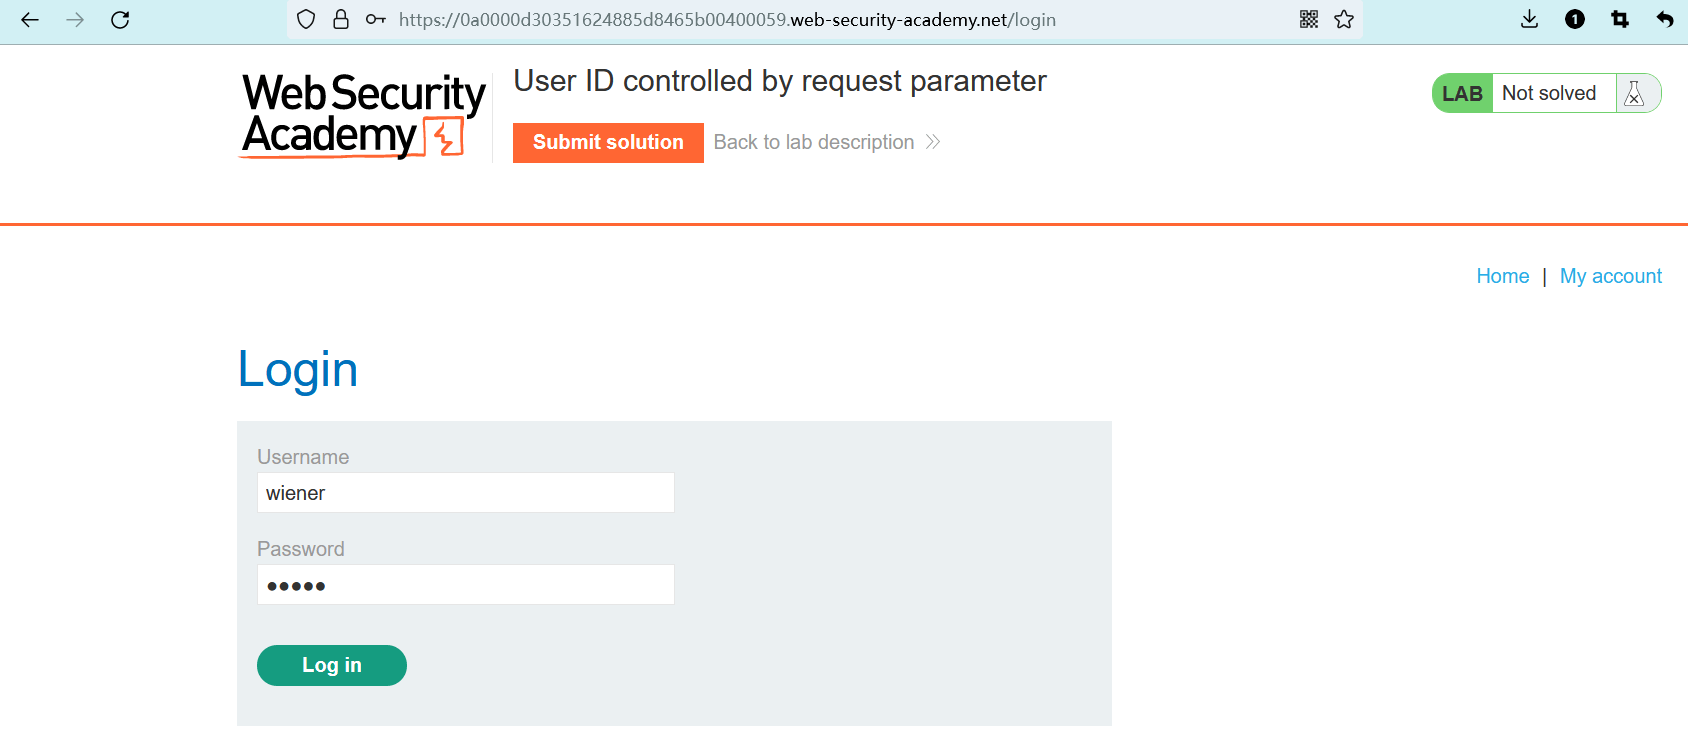 https://0a0000d30351624885d8465b00400059.web-security-academy.net/login
1
Web Security
Academy
User ID controlled by request parameter
Submit solution
Back to lab description
LAB
Not solved
Home | My account
Login
Username
wiener
Password
•••••
Log in